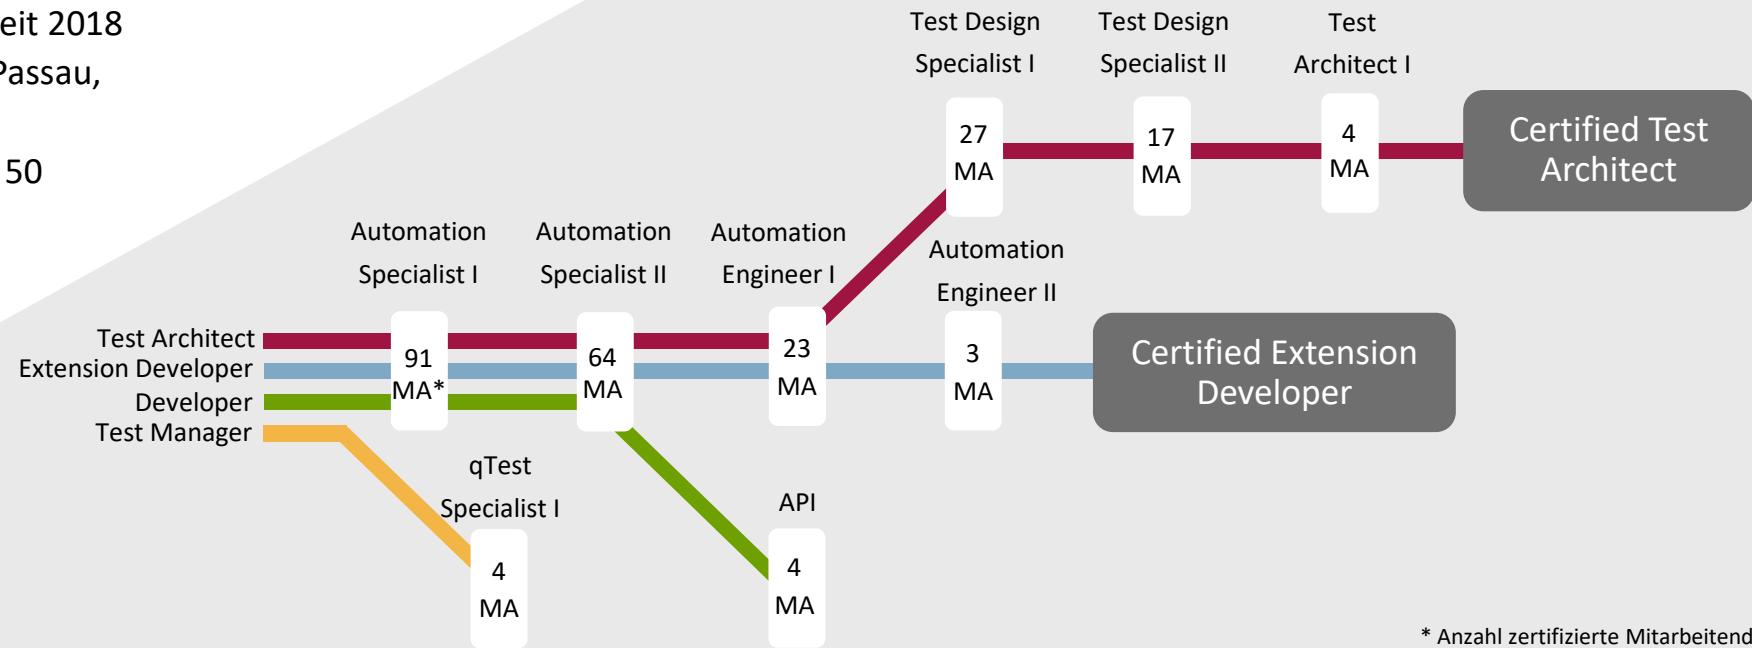 eit 2018
Passau,
50
Test Design
Specialist I
Test Design
Specialist II
Test
Architect I
27
MA
17
MA
4
MA
Certified Test
Architect
Automation
Specialist I
Automation
Specialist II
Automation
Engineer I
Automation
Engineer II
Test Architect
Extension Developer
Developer
Test Manager
91
MA*
64
MA
23
MA
3
MA
Certified Extension
Developer
qTest
Specialist I
4
MA
API
4
MA
* Anzahl zertifizierte Mitarbeitend